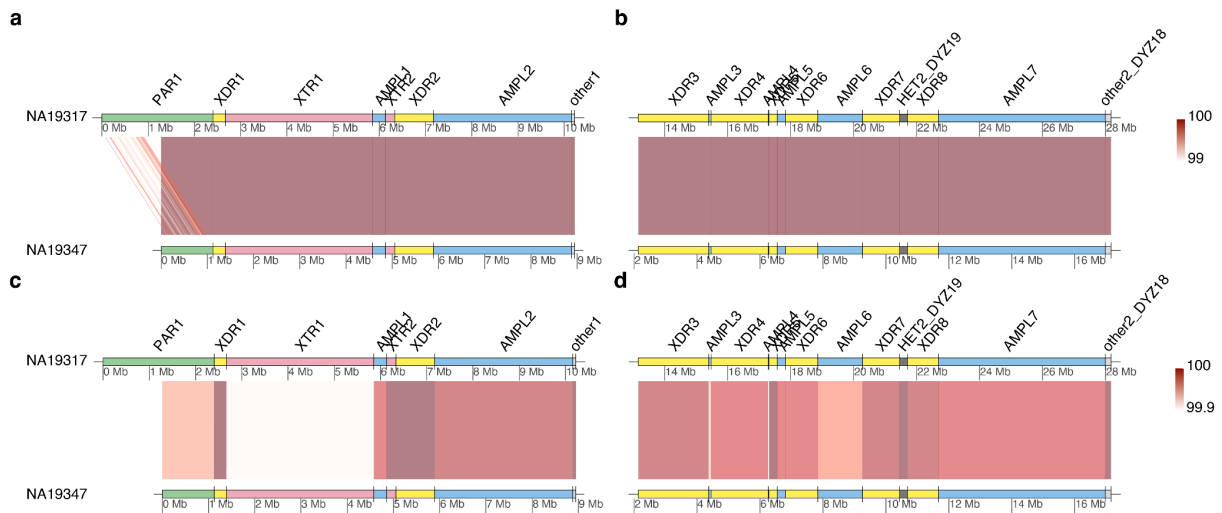 a
PAR1 XDR1 XTR1 AMPL1 XTR2 XDR2 AMPL2 other1
NA19317
0 Mb 1 Mb 2 Mb 3 Mb 4 Mb 5 Mb 6 Mb 7 Mb 8 Mb 9 Mb 10 Mb
NA19347
0 Mb 1 Mb 2 Mb 3 Mb 4 Mb 5 Mb 6 Mb 7 Mb 8 Mb 9 Mb
b
XDR3 AMPL3 XDR4 AMPL4 AMPL5 XDR6 AMPL6 XDR7 HET2_DYZ19 XDR8 AMPL7 other2_DYZ18
14 Mb 16 Mb 18 Mb 20 Mb 22 Mb 24 Mb 26 Mb 28 Mb
2 Mb 4 Mb 6 Mb 8 Mb 10 Mb 12 Mb 14 Mb 16 Mb
100
99
c
PAR1 XDR1 XTR1 AMPL1 XTR2 XDR2 AMPL2 other1
NA19317
0 Mb 1 Mb 2 Mb 3 Mb 4 Mb 5 Mb 6 Mb 7 Mb 8 Mb 9 Mb 10 Mb
NA19347
0 Mb 1 Mb 2 Mb 3 Mb 4 Mb 5 Mb 6 Mb 7 Mb 8 Mb 9 Mb
d
XDR3 AMPL3 XDR4 AMPL4 AMPL5 XDR6 AMPL6 XDR7 HET2_DYZ19 XDR8 AMPL7 other2_DYZ18
14 Mb 16 Mb 18 Mb 20 Mb 22 Mb 24 Mb 26 Mb 28 Mb
2 Mb 4 Mb 6 Mb 8 Mb 10 Mb 12 Mb 14 Mb 16 Mb
100
99.9